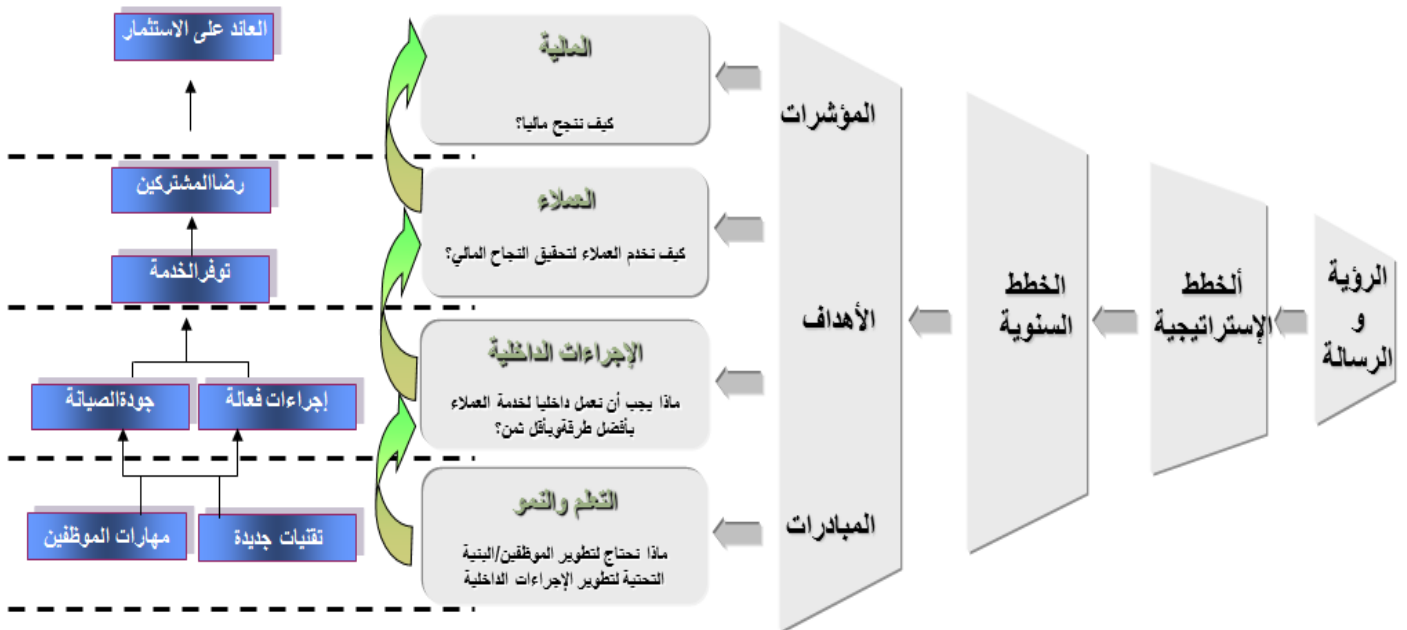 الرؤية
و
الرسالة
ألخطط
الإستراتيجية
الخطط
السنوية
المؤشرات
الأهداف
المبادرات
المالية
كيف ننجح ماليا؟
العملاء
كيف نخدم العملاء لتحقيق النجاح المالي؟
الإجراءات الداخلية
ماذا يجب أن نعمل داخليا لخدمة العملاء
بأفضل طرقةوبأقل ثمن؟
التعلم والنمو
ماذا نحتاج لتطوير الموظفين/البنية
التحتية لتطوير الإجراءات الداخلية
العائد على الاستثمار
رضاالمشتركين
توفرالخدمة
إجراءات فعالة
جودةالصيانة
تقنيات جديدة
مهارات الموظفين